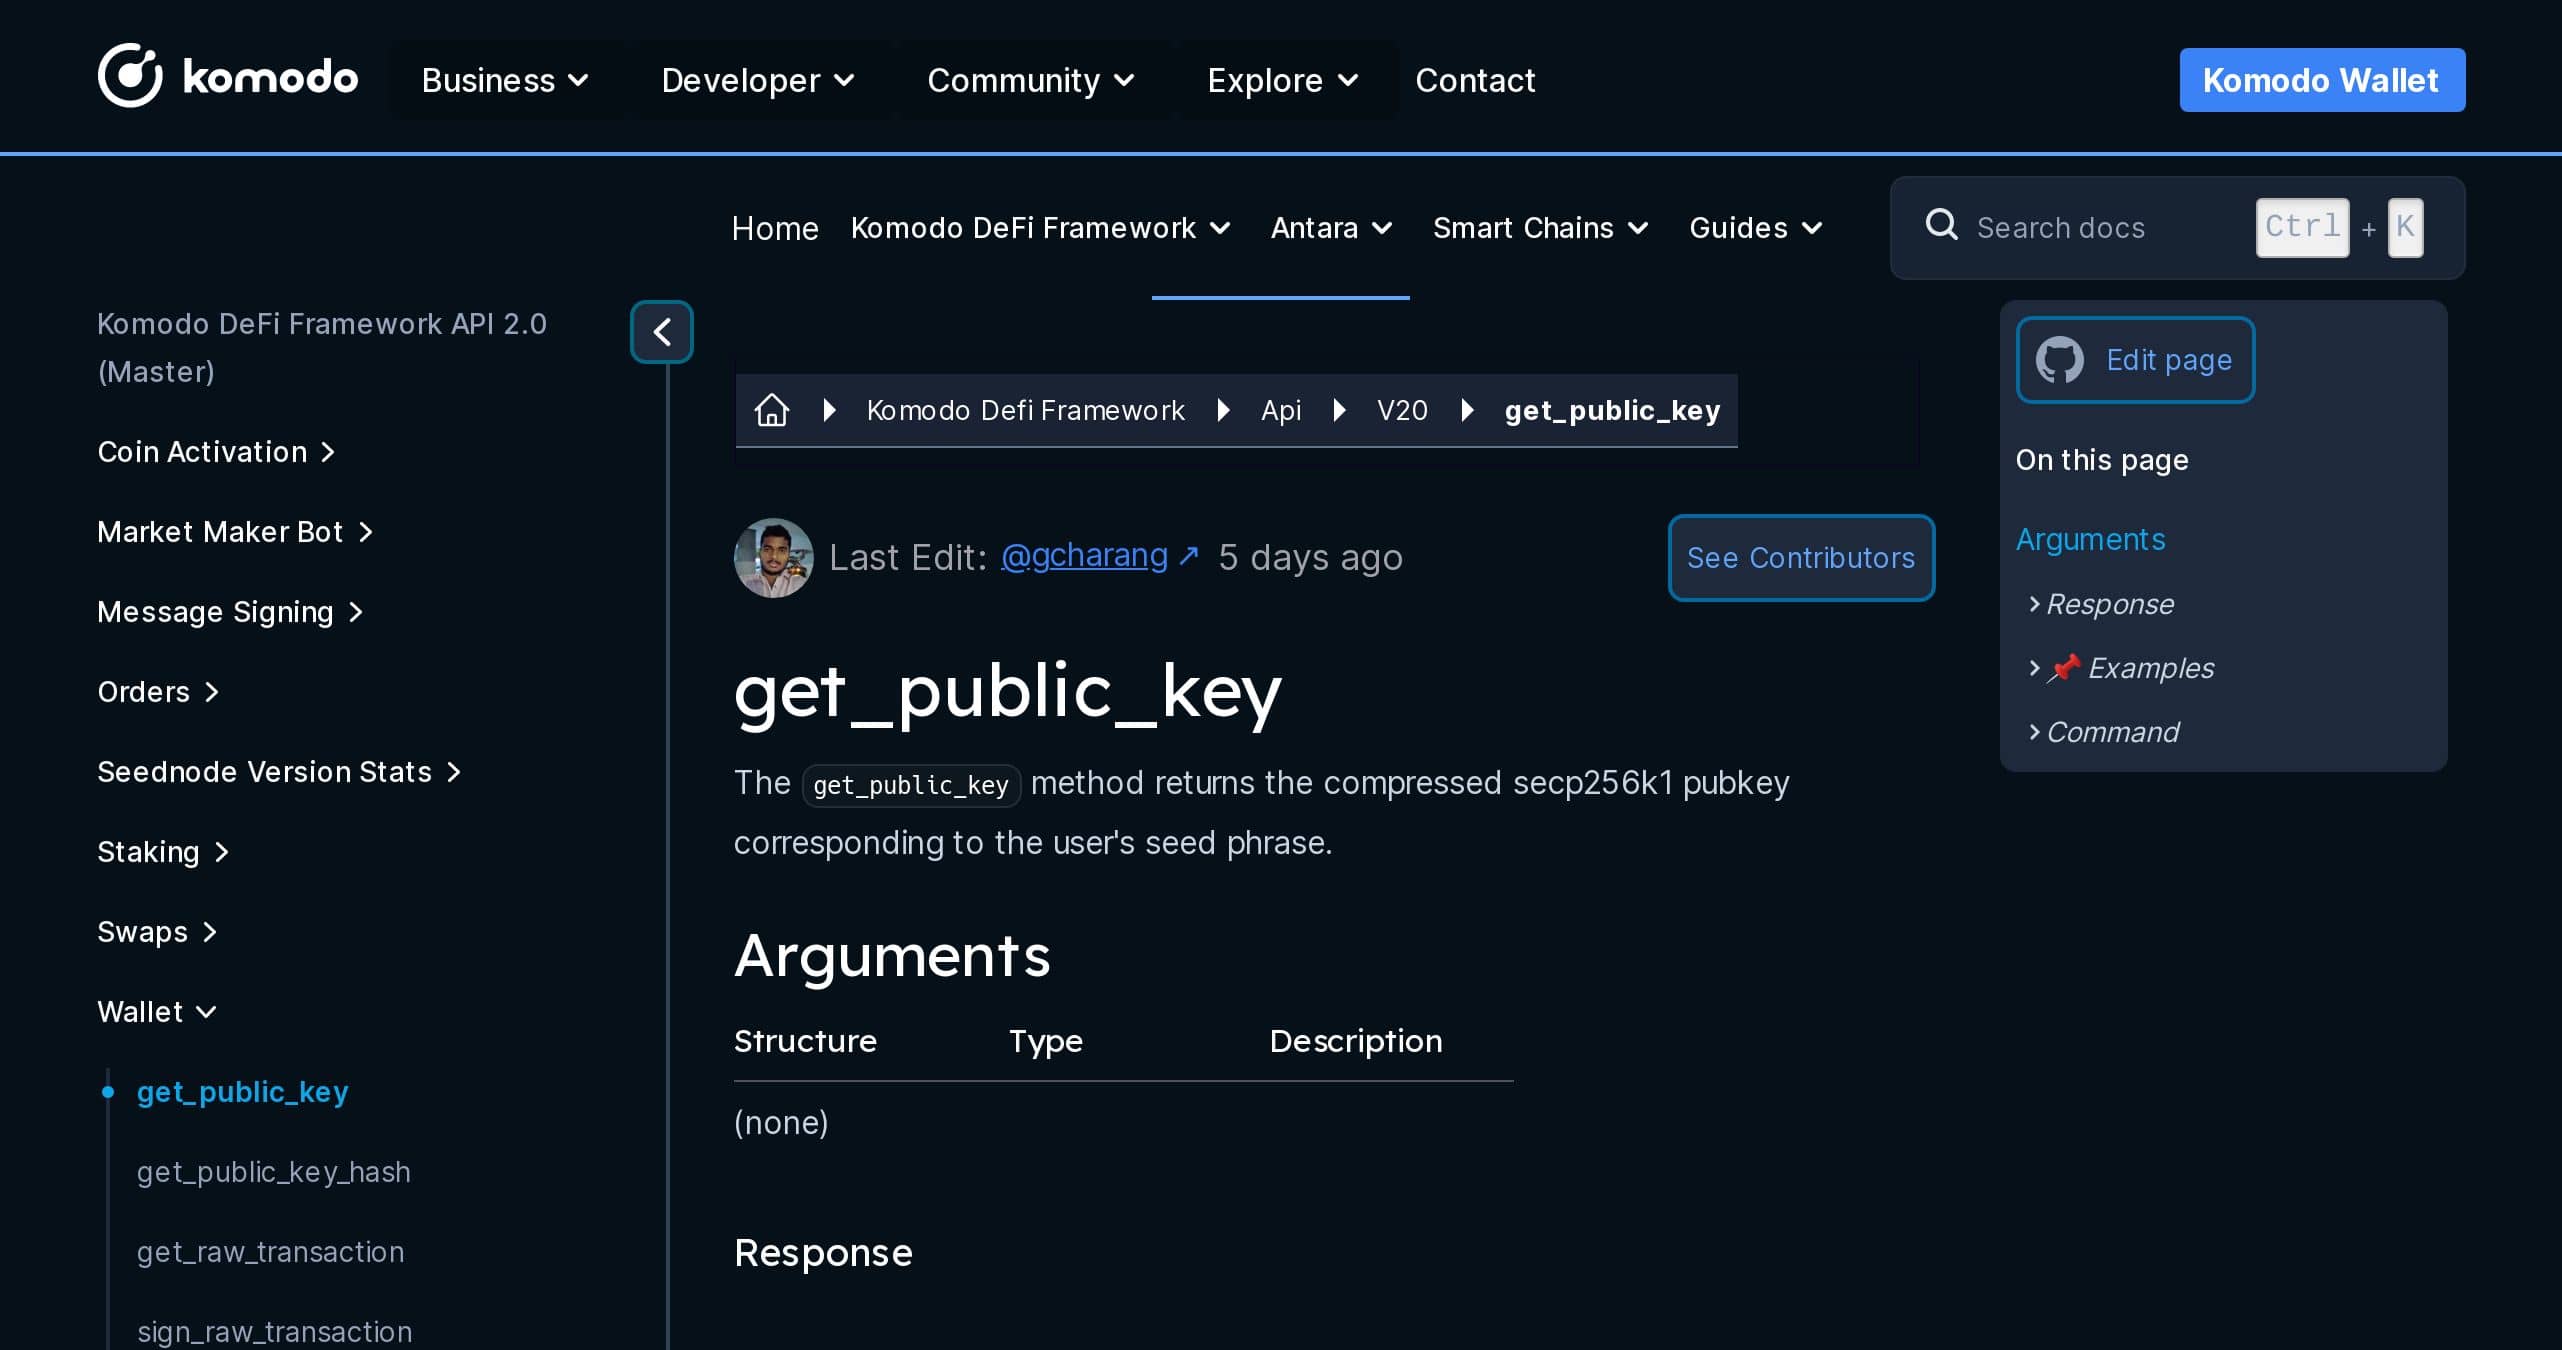 komodo Business Developer Community Explore Contact Komodo Wallet
Home Komodo DeFi Framework Antara Smart Chains Guides Search docs Ctrl + K
Komodo DeFi Framework API 2.0
(Master)
Coin Activation
Market Maker Bot
Message Signing
Orders
Seednode Version Stats
Staking
Swaps
Wallet
get_public_key
get_public_key_hash
get_raw_transaction
sign_raw_transaction
Komodo Defi Framework Api V20 get_public_key
Last Edit: @gcharang ↗ 5 days ago See Contributors
get_public_key
The get_public_key method returns the compressed secp256k1 pubkey
corresponding to the user's seed phrase.
Arguments
Structure Type Description
(none)
Response
Edit page
On this page
Arguments
Response
📌 Examples
Command